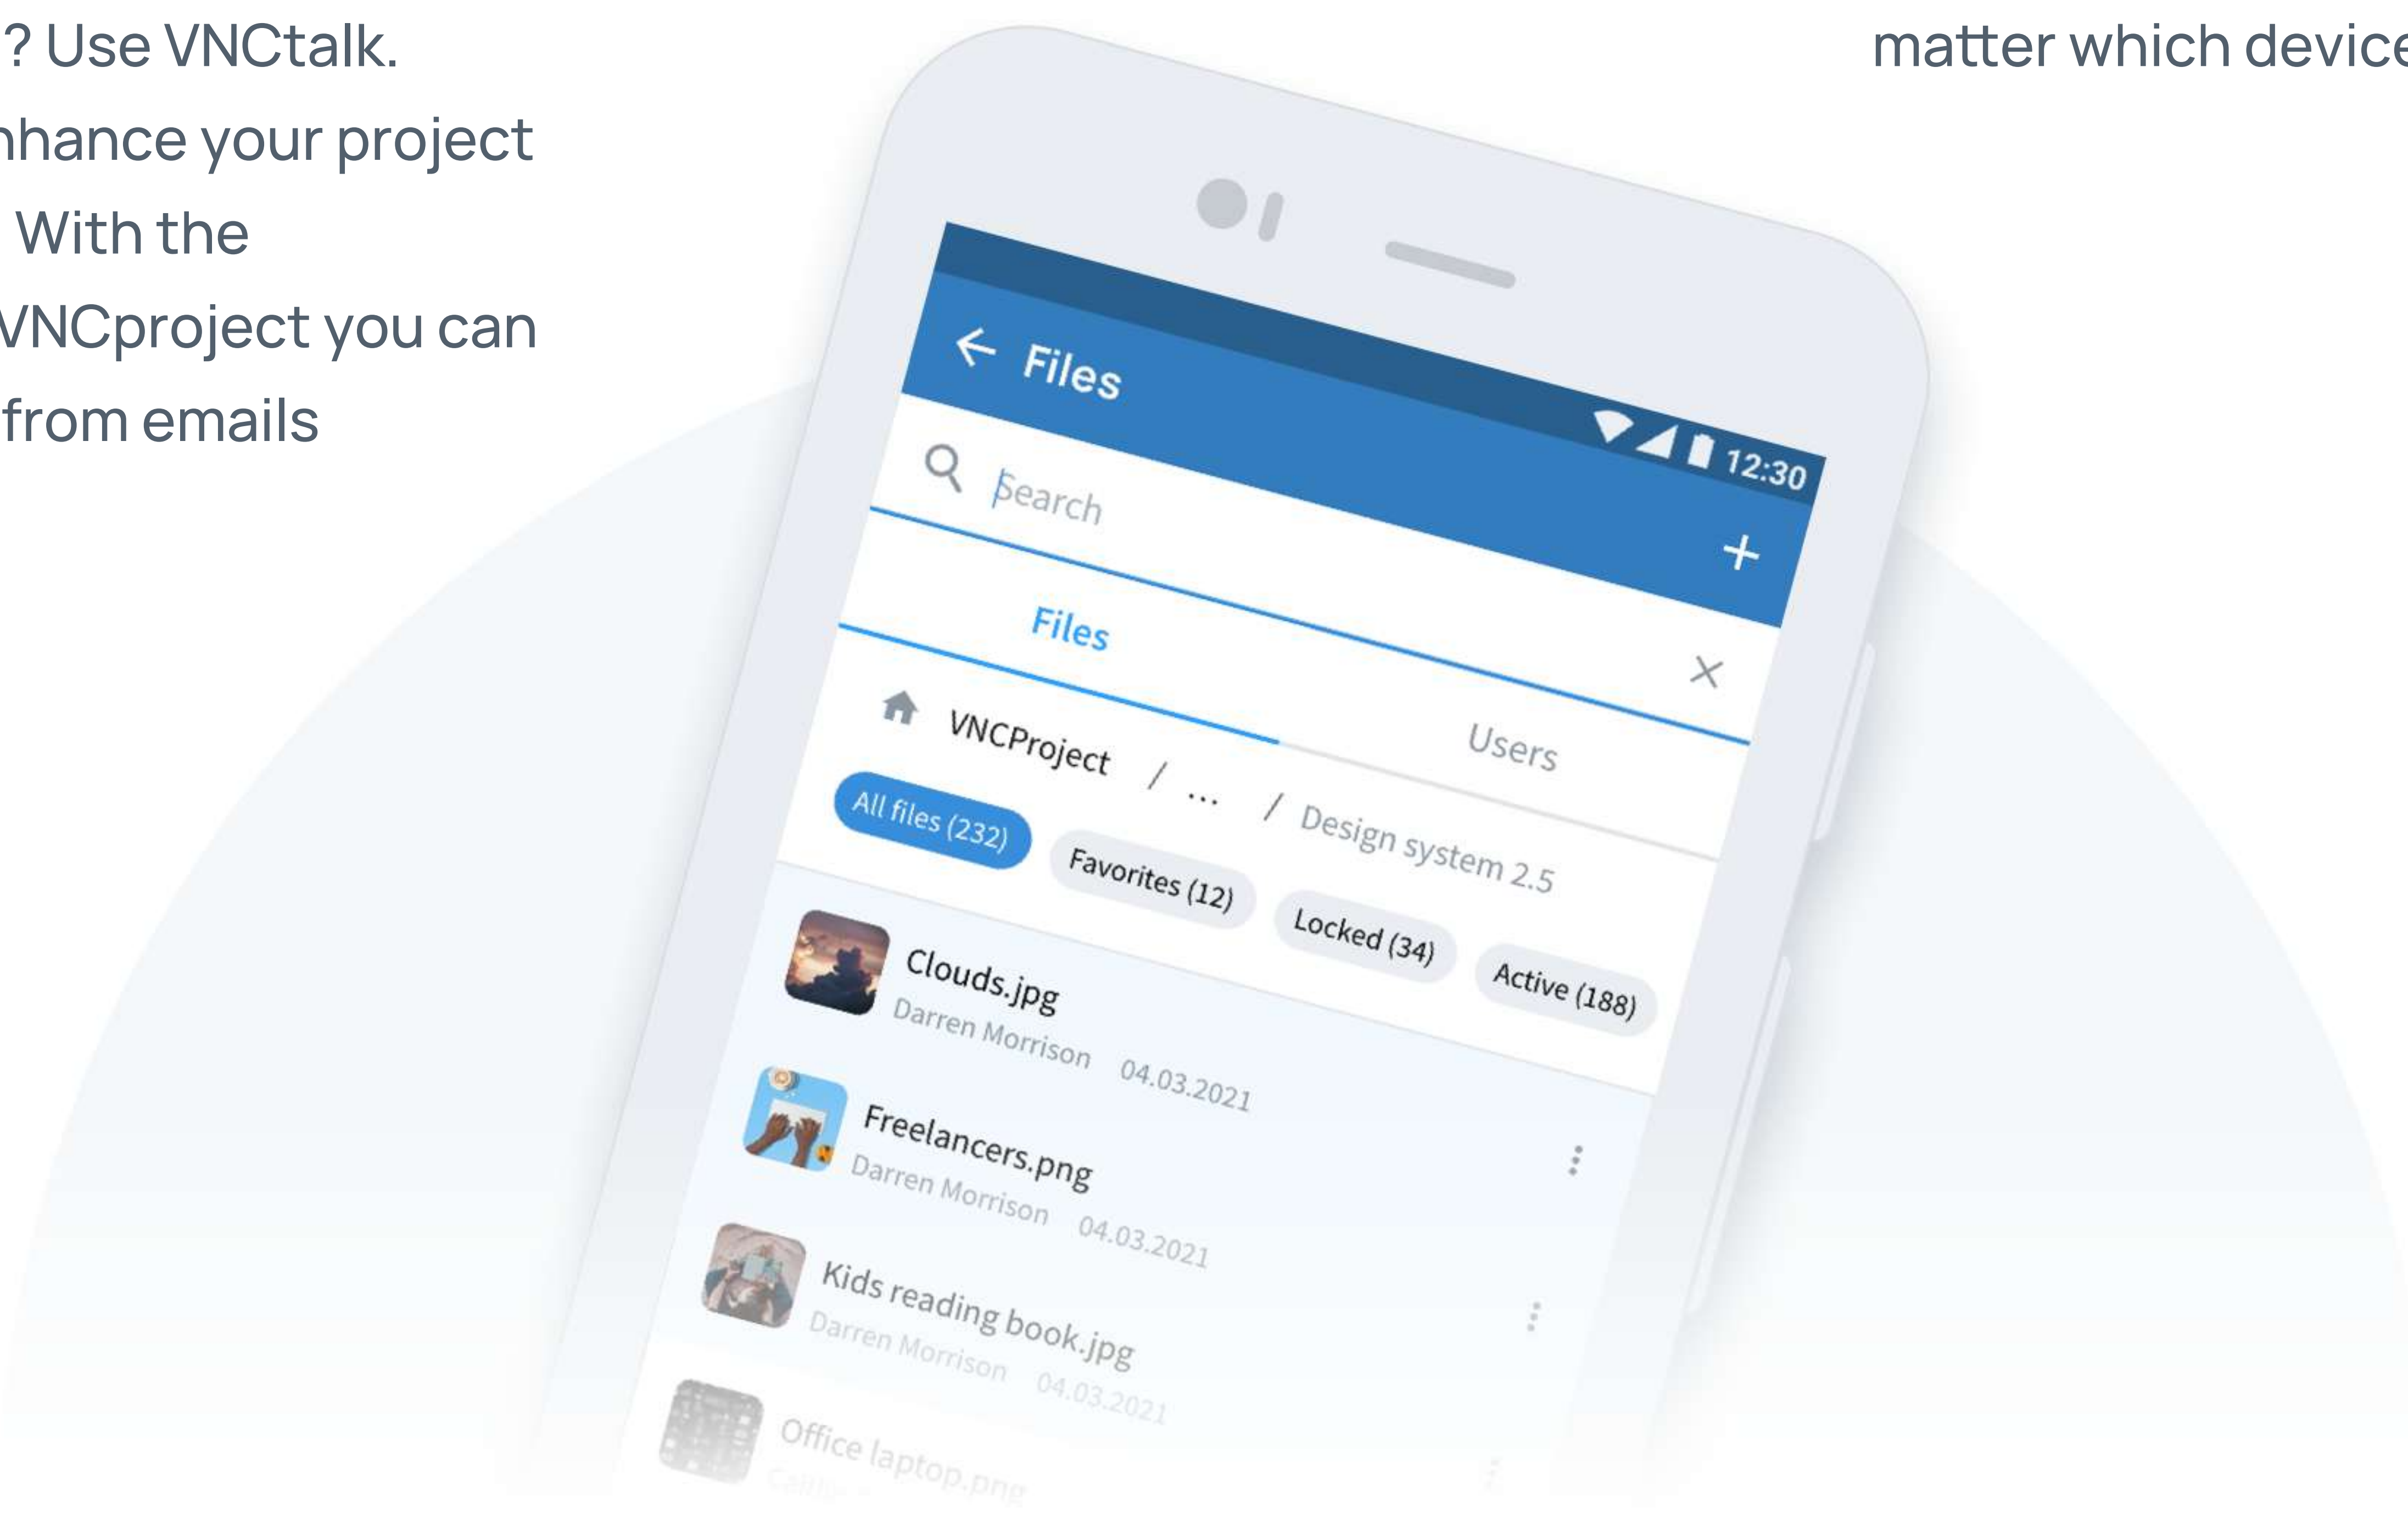 ? Use VNCtalk.
nhance your project
With the
VNCproject you can
from emails
matter which device
12:30
Files
Search
Files
Users
VNCProject / ... / Design system 2.5
All files (232)
Favorites (12)
Locked (34)
Active (188)
Clouds.jpg
Darren Morrison 04.03.2021
Freelancers.png
Darren Morrison 04.03.2021
Kids reading book.jpg
Darren Morrison 04.03.2021
Office laptop.png